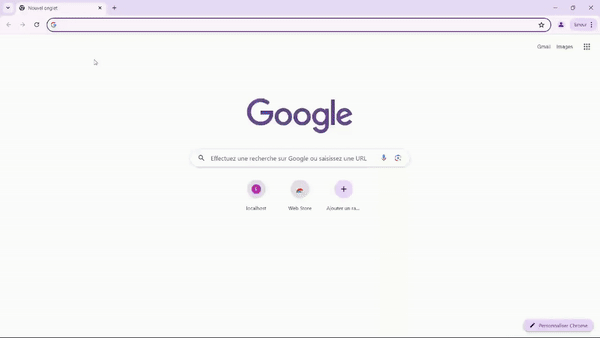 Nouvel onglet
Gmail Images
Google
Effectuez une recherche sur Google ou saisissez une URL
localhost Web Store Ajouter un ra...
Personnaliser Chrome